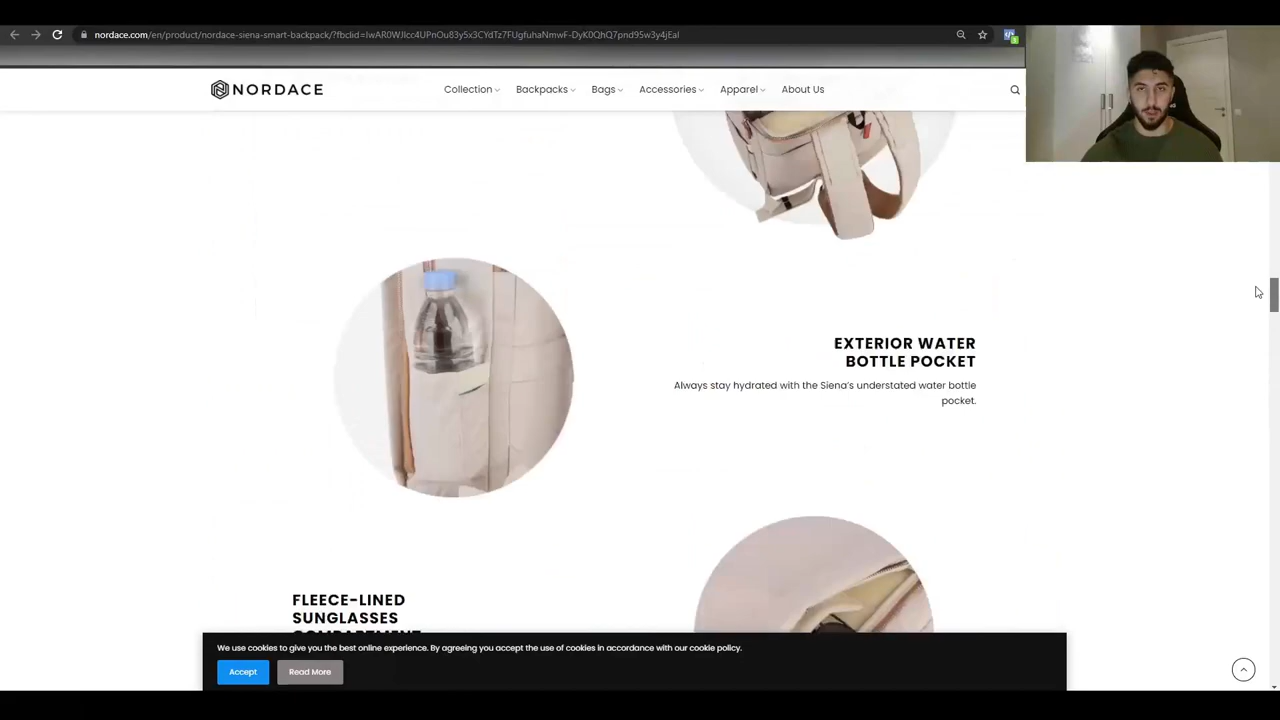 nordace.com/en/product/nordace-siena-smart-backpack/?fbclid=IwAR0WJIcc4UPnOu83y5x3CYdTz7FUgfuhaNmwF-DyK0QhQ7pnd95w3y4jEaI
NORDACE
Collection Backpacks Bags Accessories Apparel About Us
EXTERIOR WATER
BOTTLE POCKET
Always stay hydrated with the Siena's understated water bottle
pocket.
FLEECE-LINED
SUNGLASSES
COMPARTMENT
We use cookies to give you the best online experience. By agreeing you accept the use of cookies in accordance with our cookie policy.
Accept Read More